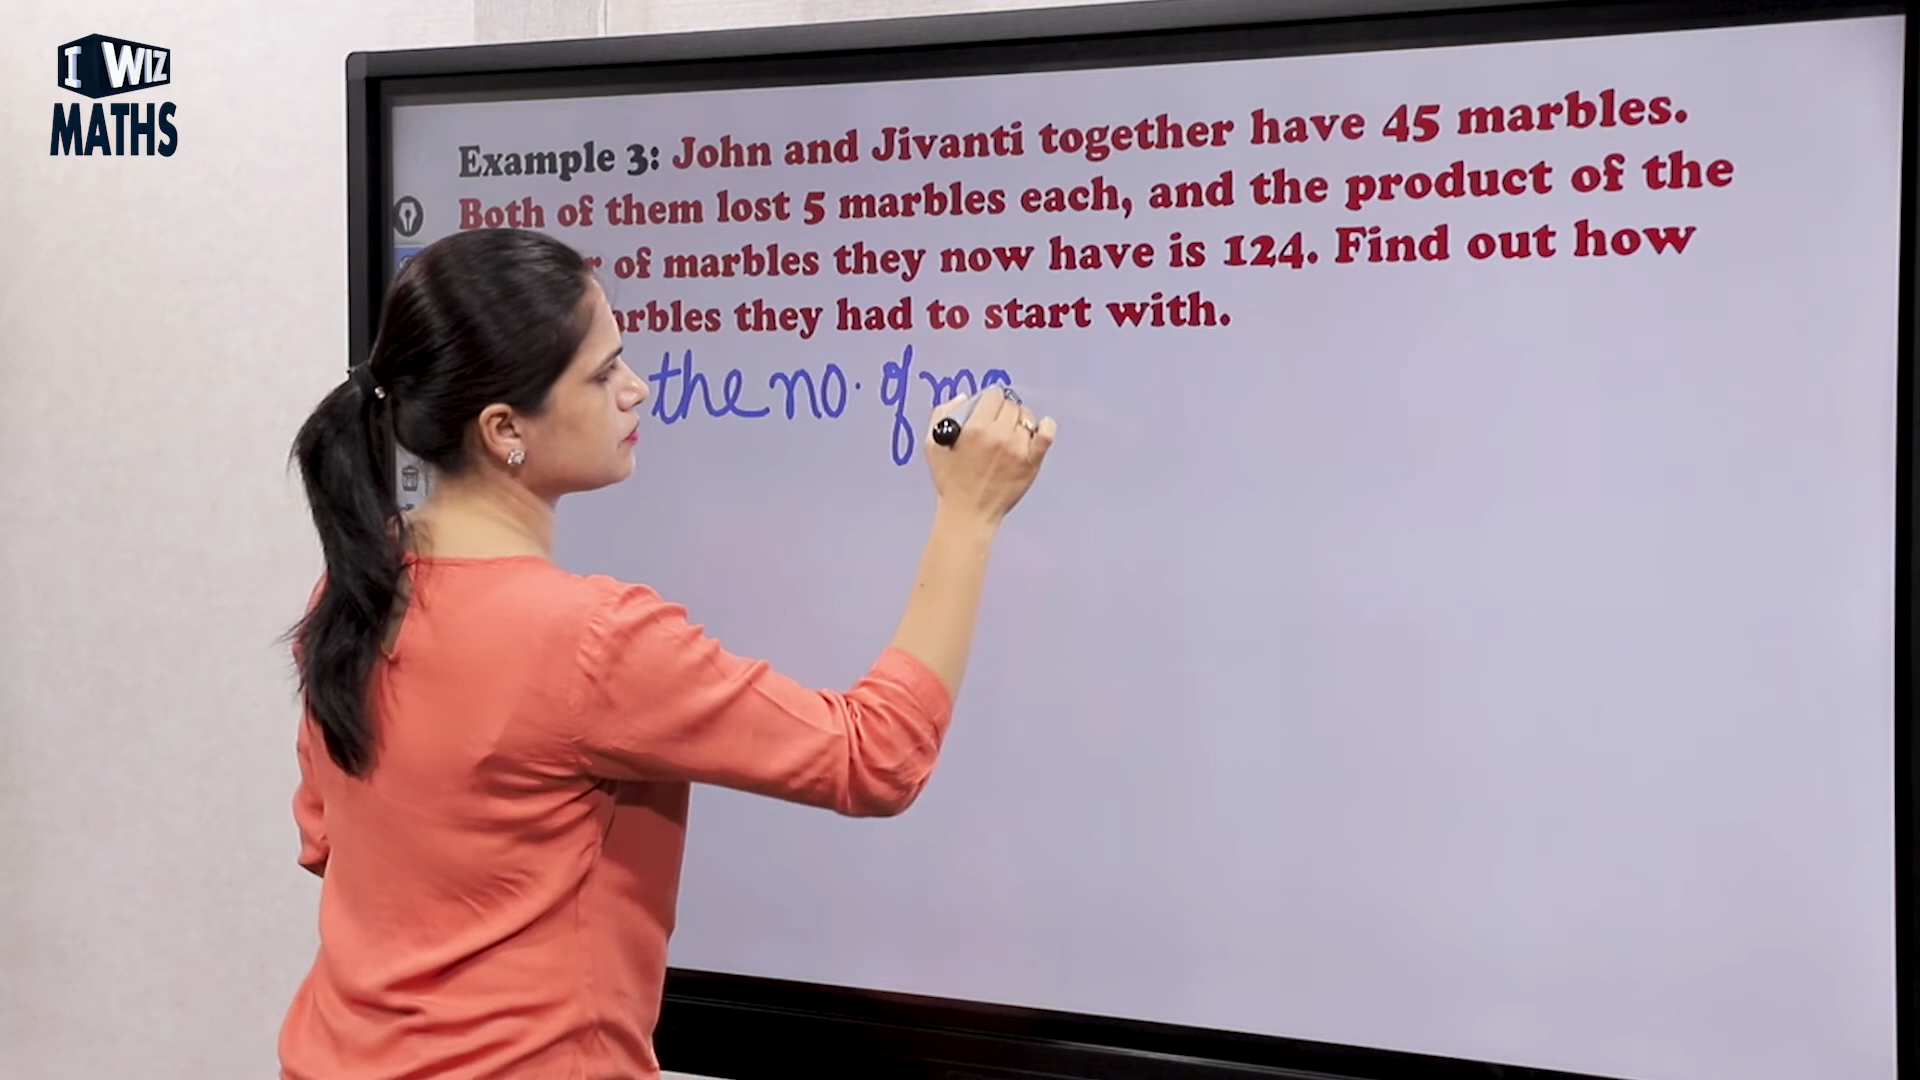 I WIZ
MATHS
Example 3: John and Jivanti together have 45 marbles.
Both of them lost 5 marbles each, and the product of the
of marbles they now have is 124. Find out how
they had to start with.
the no. of